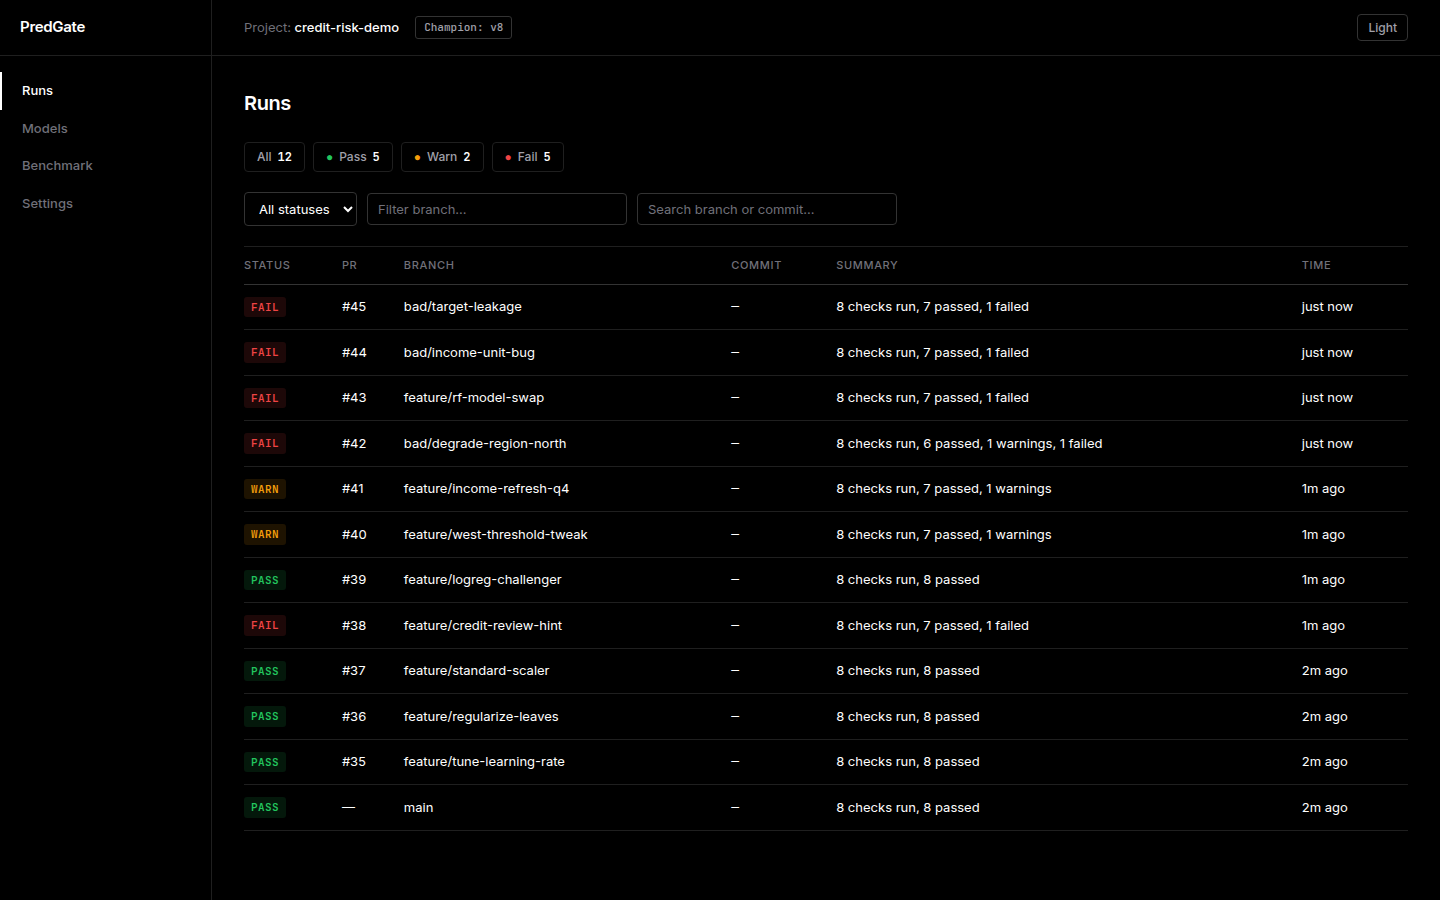 PredGate
Project: credit-risk-demo Champion: v8 Light
Runs
Models
Benchmark
Settings
Runs
All 12 Pass 5 Warn 2 Fail 5
All statuses Filter branch... Search branch or commit...
STATUS PR BRANCH COMMIT SUMMARY TIME
FAIL #45 bad/target-leakage — 8 checks run, 7 passed, 1 failed just now
FAIL #44 bad/income-unit-bug — 8 checks run, 7 passed, 1 failed just now
FAIL #43 feature/rf-model-swap — 8 checks run, 7 passed, 1 failed just now
FAIL #42 bad/degrade-region-north — 8 checks run, 6 passed, 1 warnings, 1 failed just now
WARN #41 feature/income-refresh-q4 — 8 checks run, 7 passed, 1 warnings 1m ago
WARN #40 feature/west-threshold-tweak — 8 checks run, 7 passed, 1 warnings 1m ago
PASS #39 feature/logreg-challenger — 8 checks run, 8 passed 1m ago
FAIL #38 feature/credit-review-hint — 8 checks run, 7 passed, 1 failed 1m ago
PASS #37 feature/standard-scaler — 8 checks run, 8 passed 2m ago
PASS #36 feature/regularize-leaves — 8 checks run, 8 passed 2m ago
PASS #35 feature/tune-learning-rate — 8 checks run, 8 passed 2m ago
PASS — main — 8 checks run, 8 passed 2m ago